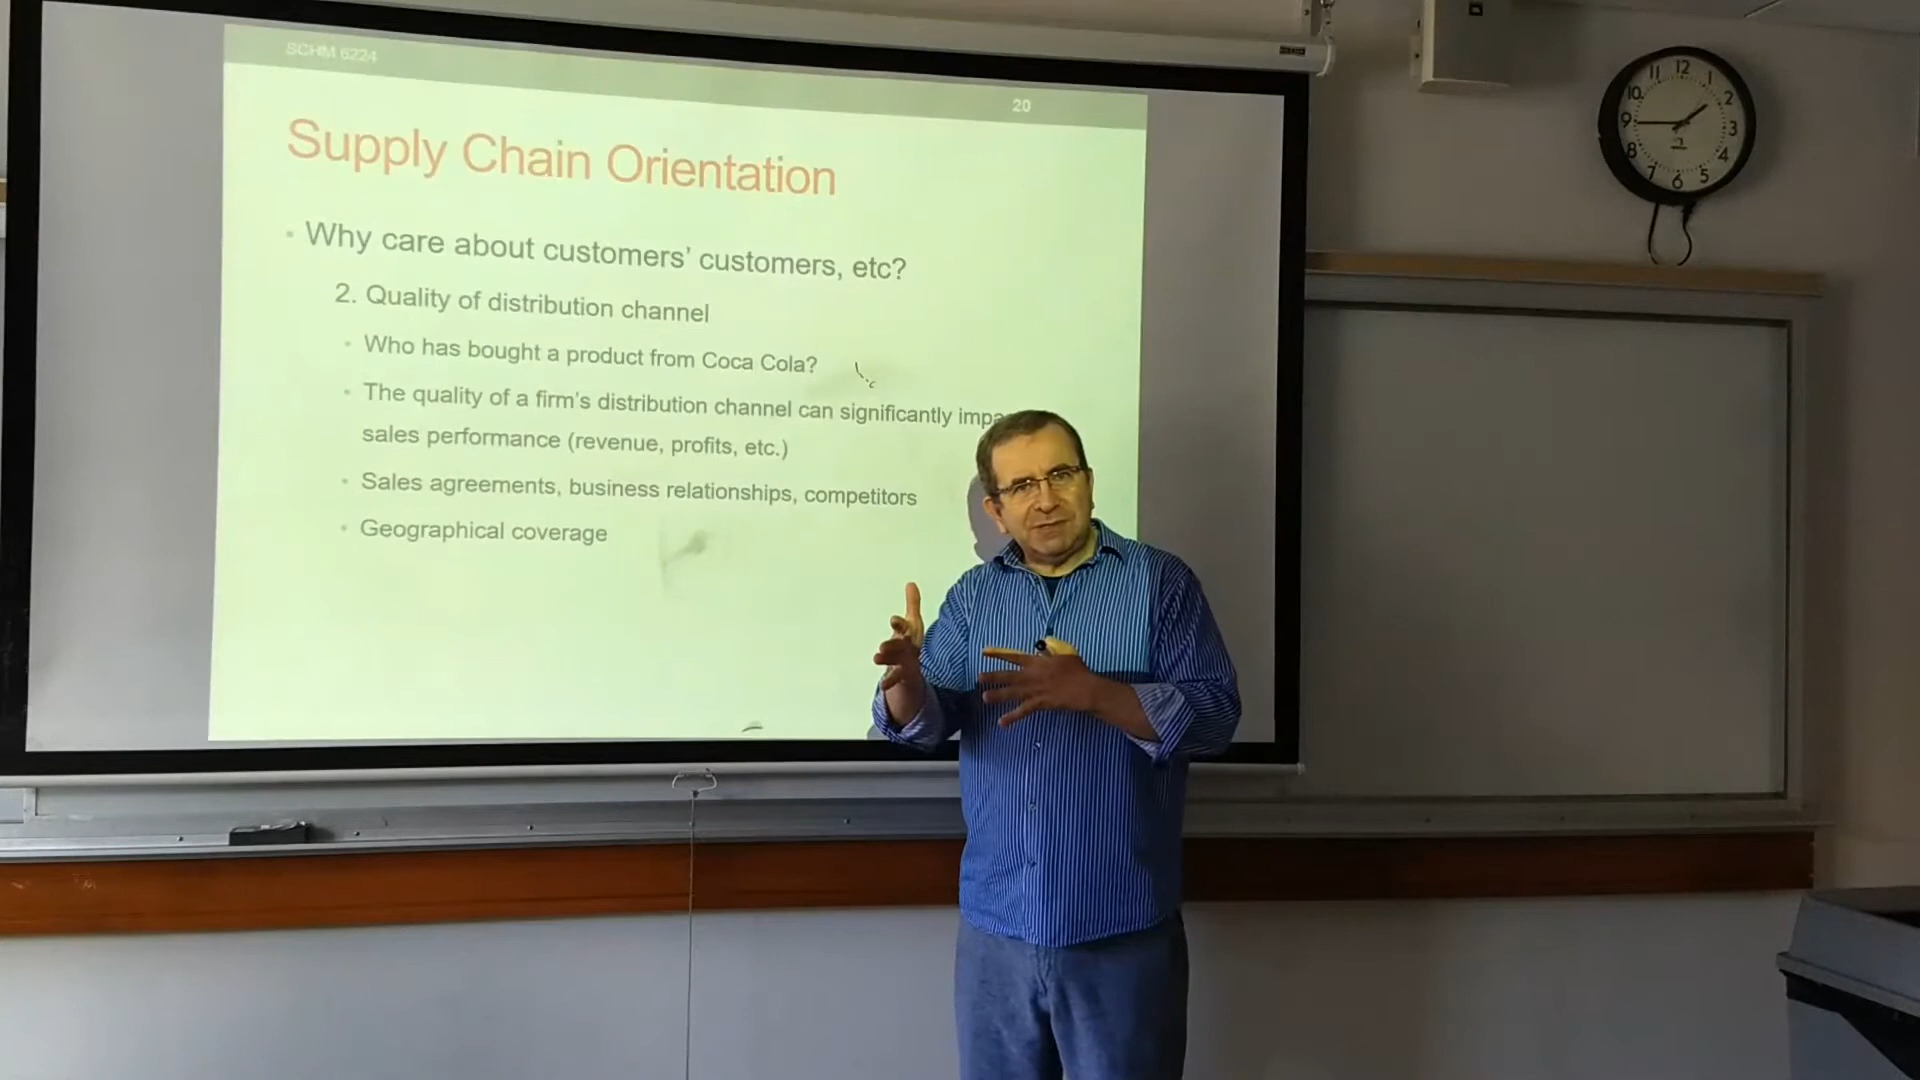 SCHM 6224
20
Supply Chain Orientation
• Why care about customers' customers, etc?
2. Quality of distribution channel
• Who has bought a product from Coca Cola?
• The quality of a firm's distribution channel can significantly
sales performance (revenue, profits, etc.)
• Sales agreements, business relationships, competitors
• Geographical coverage
12
1
2
3
4
5
6
7
8
9
10
11